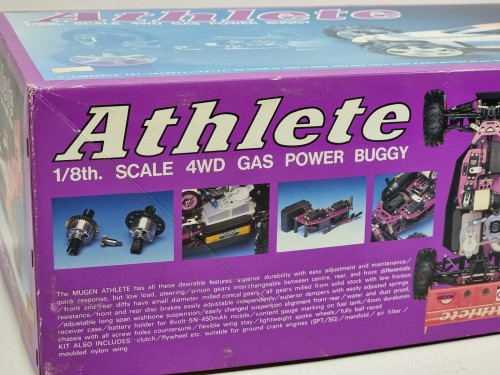 Athlete
Athlete
1/8th. SCALE 4WD GAS POWER BUGGY
The MUGEN ATHLETE has all these desirable features/superior durability with easy adjustment and maintenance/
quick response, but low load, steering/pinion gears interchangeable between centre, rear, and front differentials
/front and rear diffs have small diameter milled conical gears/all gears milled from solid stock with low friction
resistance/front and rear disc brakes easily adjustable independently/superior dampers with easily adjusted spring
/adjustable long span wishbone suspension/easily changed suspension alignment front-rear/water and dust proof
receiver case/battery holder for 6volt-5N-450mAh nicads/content gauge marking on fuel tank/4mm duralumin
chassis with all screw holes countersunk/flexible wing stay/lightweight spoke wheels/fully ball raced
KIT ALSO INCLUDES:clutch/flywheel etc. suitable for ground crank engines (SPT/SG)/manifold/air filter/
moulded nylon wing
Athlete